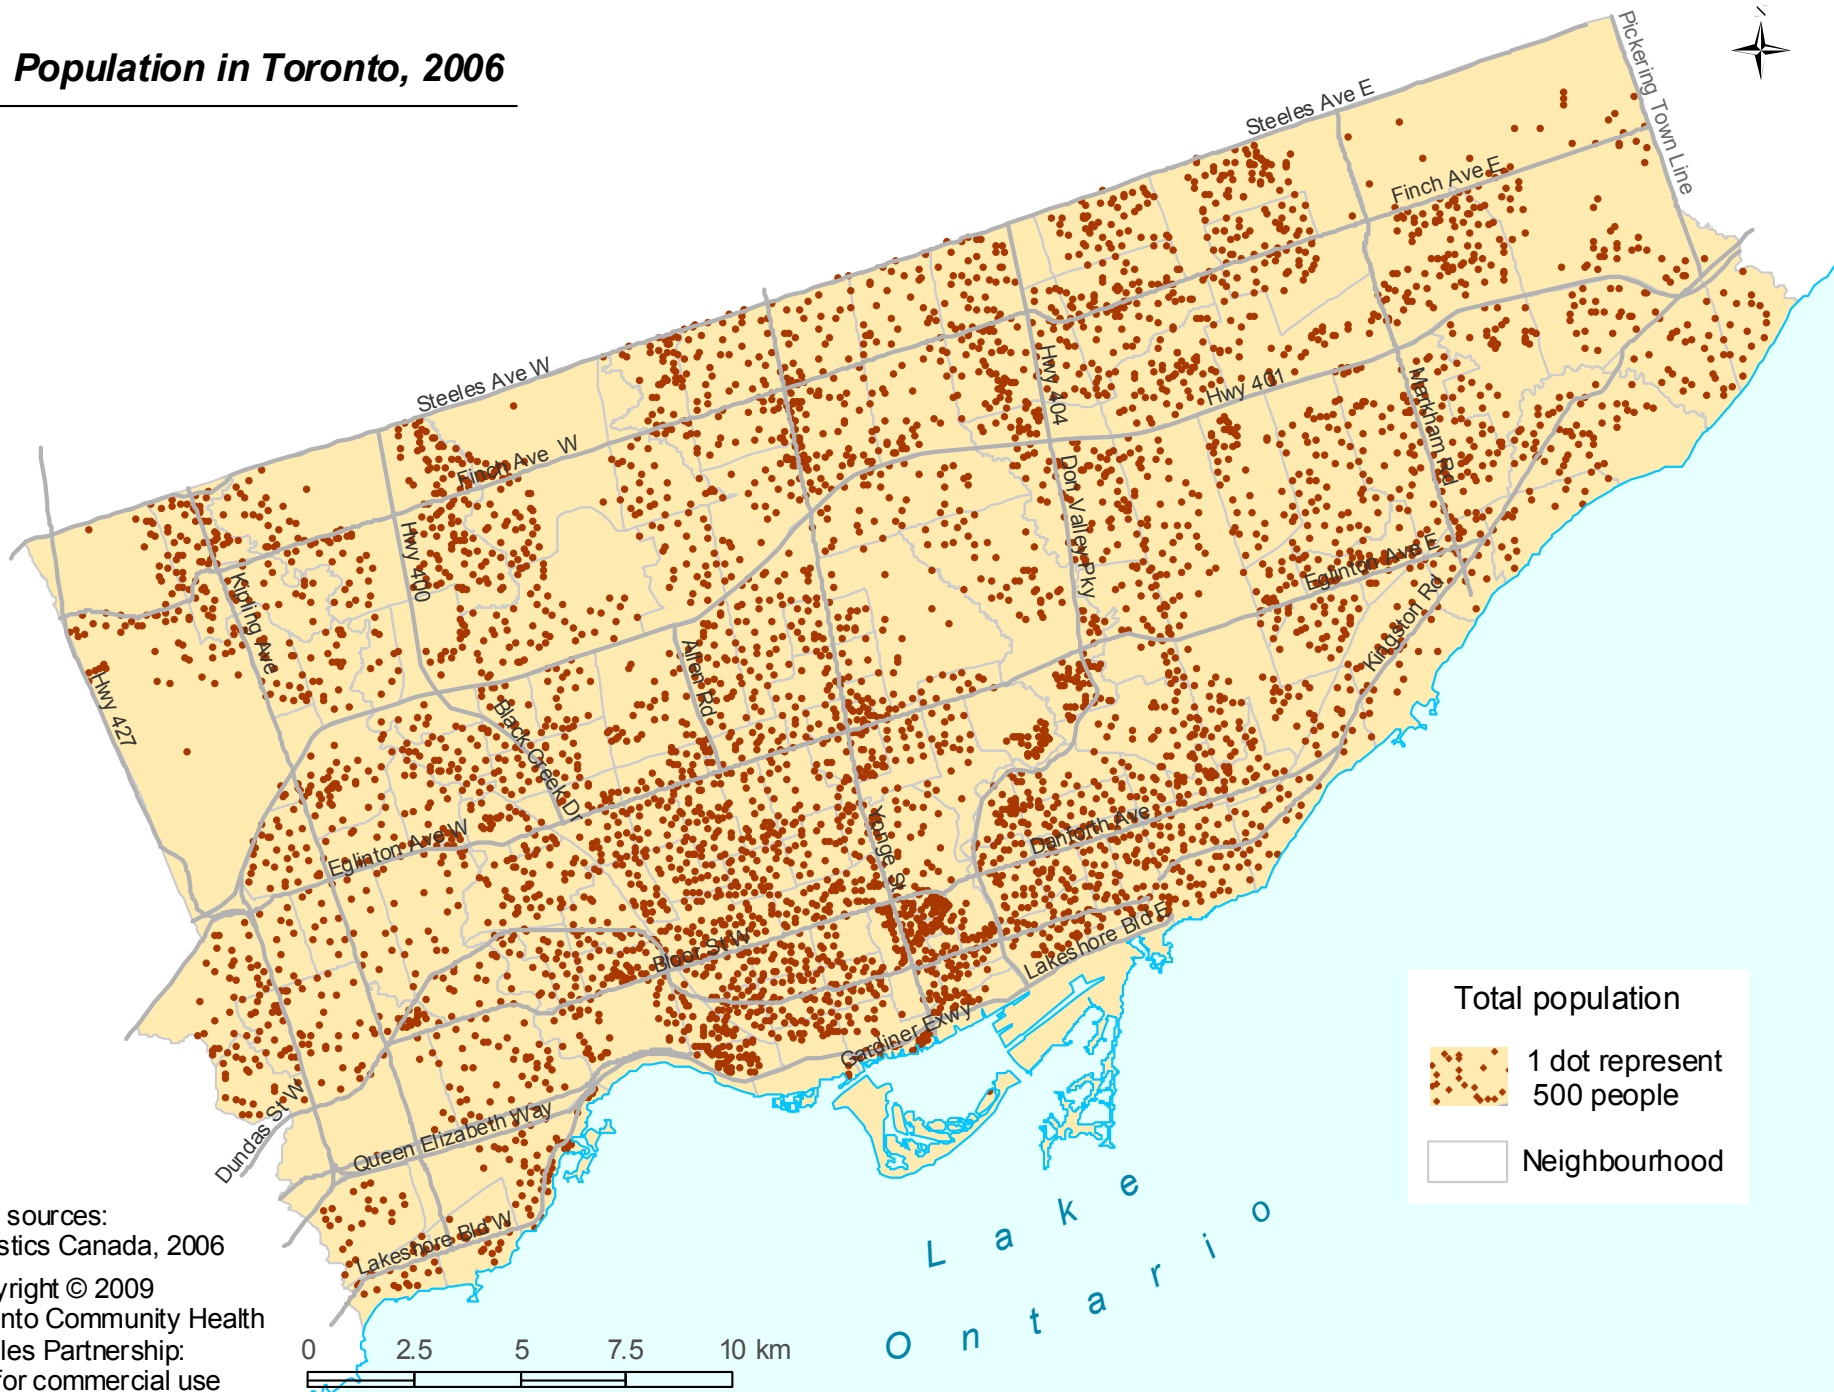 Population in Toronto, 2006
N
Pickering Town Line
Steeles Ave E
Finch Ave E
Steeles Ave W
Finch Ave W
Hwy 404
Hwy 401
Markham Rd
Don Valley Pky
Hwy 400
Kipling Ave
Eglinton Ave E
Kingston Rd
Allen Rd
Hwy 427
Black Creek Dr
Yonge St
Danforth Ave
Eglinton Ave W
Bloor St W
Lakeshore Bld E
Gardiner Exwy
Dundas St W
Queen Elizabeth Way
Lakeshore Bld W
Lake
Ontario
Total population
1 dot represent
500 people
Neighbourhood
sources:
stics Canada, 2006
yright © 2009
nto Community Health
les Partnership:
for commercial use
0 2.5 5 7.5 10 km